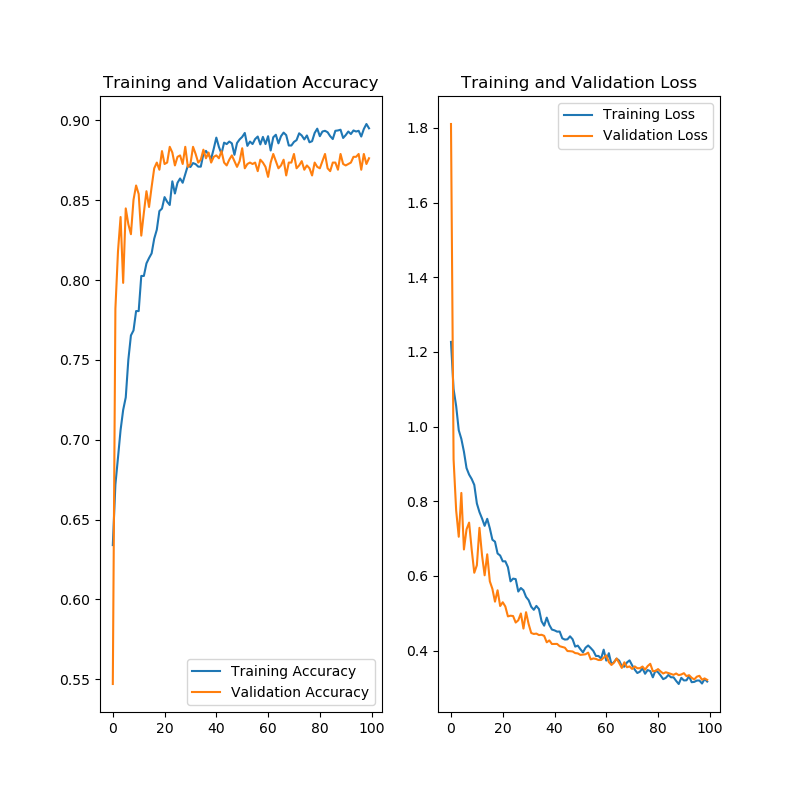 Training and Validation Accuracy
0.90
0.85
0.80
0.75
0.70
0.65
0.60
0.55
Training Accuracy
Validation Accuracy
0 20 40 60 80 100
Training and Validation Loss
Training Loss
Validation Loss
1.8
1.6
1.4
1.2
1.0
0.8
0.6
0.4
0 20 40 60 80 100